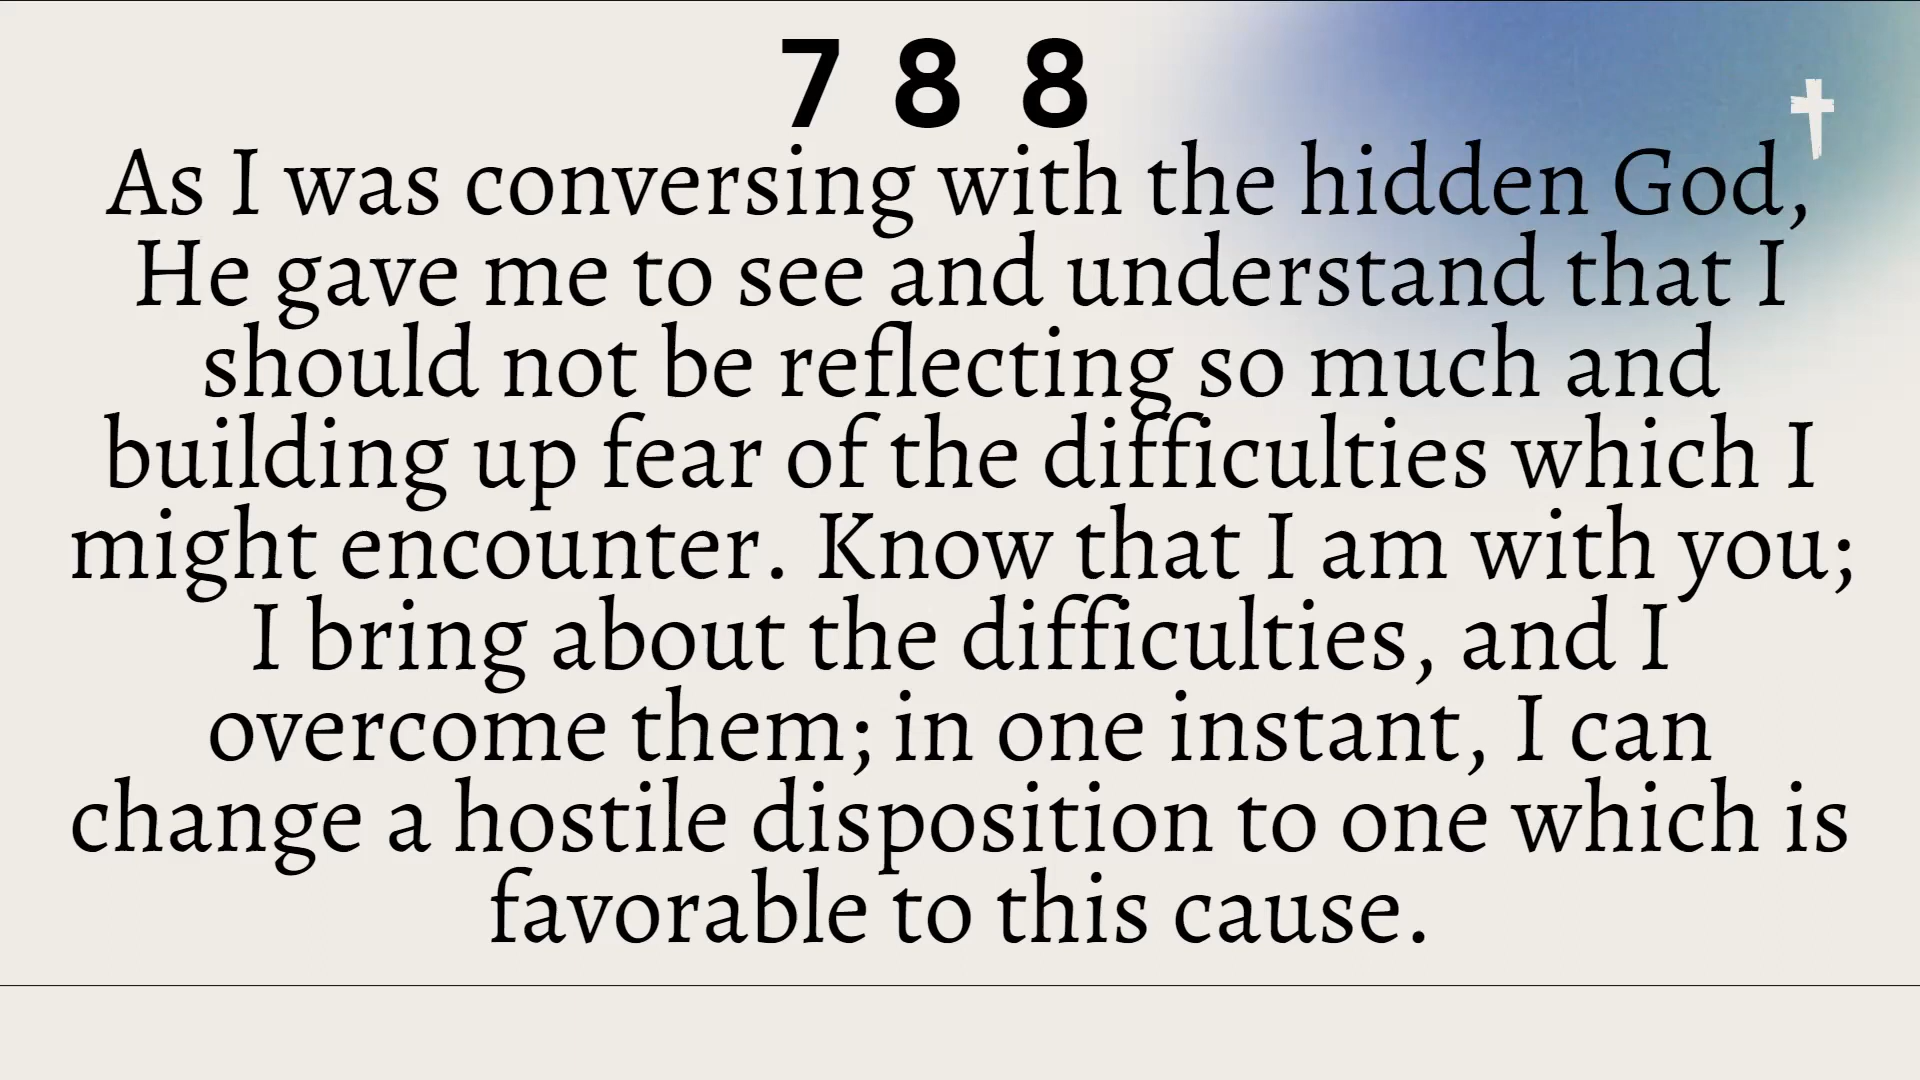 7 8 8
As I was conversing with the hidden God,
He gave me to see and understand that I
should not be reflecting so much and
building up fear of the difficulties which I
might encounter. Know that I am with you;
I bring about the difficulties, and I
overcome them; in one instant, I can
change a hostile disposition to one which is
favorable to this cause.